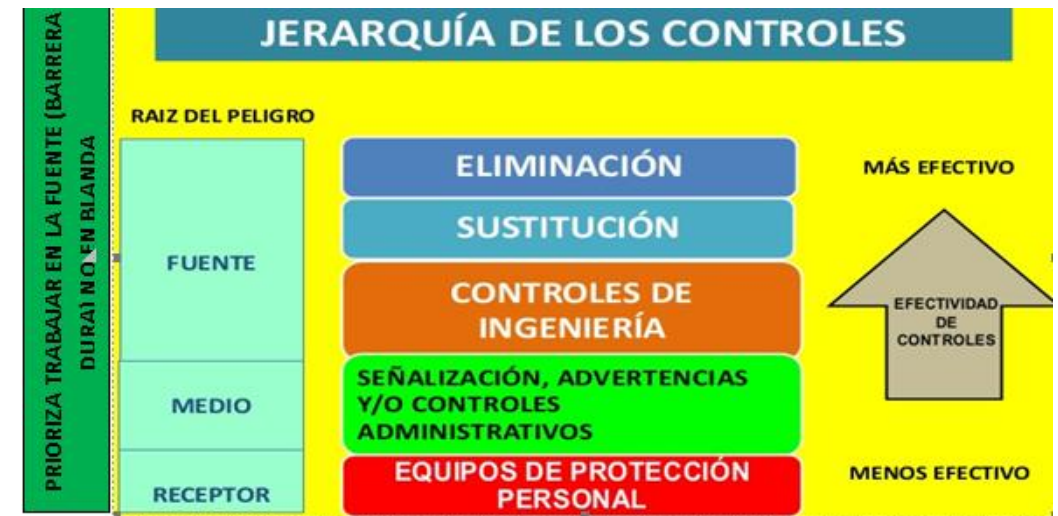 JERARQUÍA DE LOS CONTROLES
PRIORIZA TRABAJAR EN LA FUENTE (BARRERA
DURA) NO EN BLANDA
RAIZ DEL PELIGRO
FUENTE
MEDIO
RECEPTOR
ELIMINACIÓN
SUSTITUCIÓN
CONTROLES DE
INGENIERÍA
SEÑALIZACIÓN, ADVERTENCIAS
Y/O CONTROLES
ADMINISTRATIVOS
EQUIPOS DE PROTECCIÓN
PERSONAL
MÁS EFECTIVO
EFECTIVIDAD
DE
CONTROLES
MENOS EFECTIVO